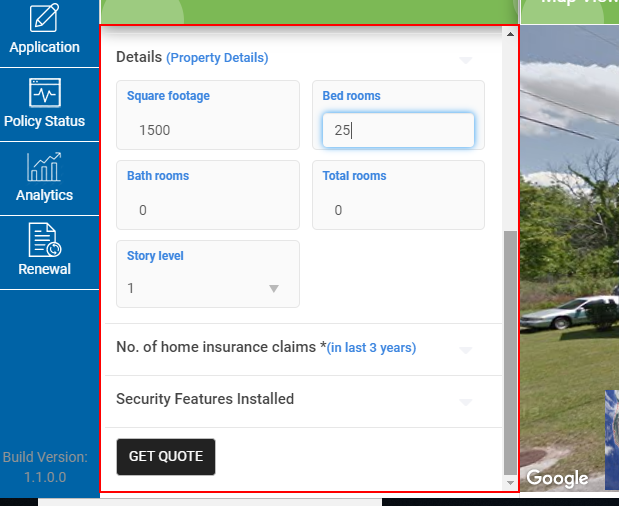 Application
Policy Status
Analytics
Renewal
Build Version:
1.1.0.0
Details (Property Details)
Square footage
1500
Bed rooms
25
Bath rooms
0
Total rooms
0
Story level
1
No. of home insurance claims *(in last 3 years)
Security Features Installed
GET QUOTE
Google